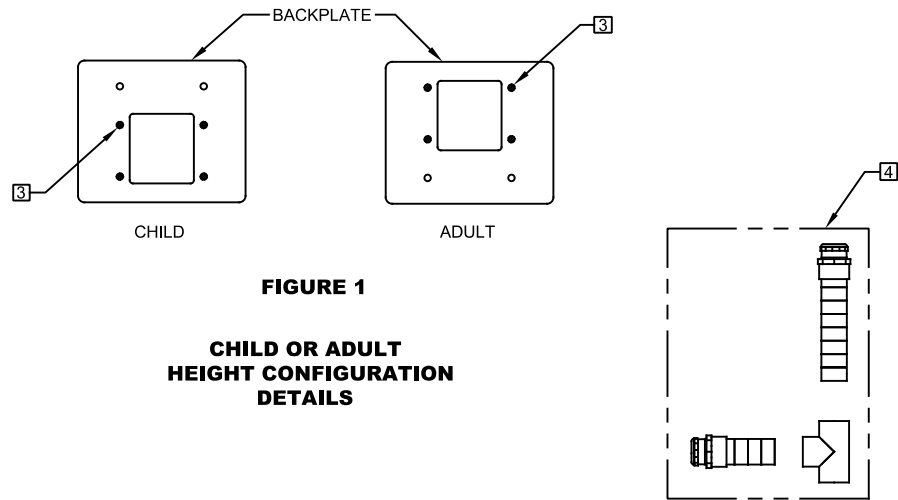 BACKPLATE
3
3
4
CHILD
ADULT
FIGURE 1
CHILD OR ADULT
HEIGHT CONFIGURATION
DETAILS